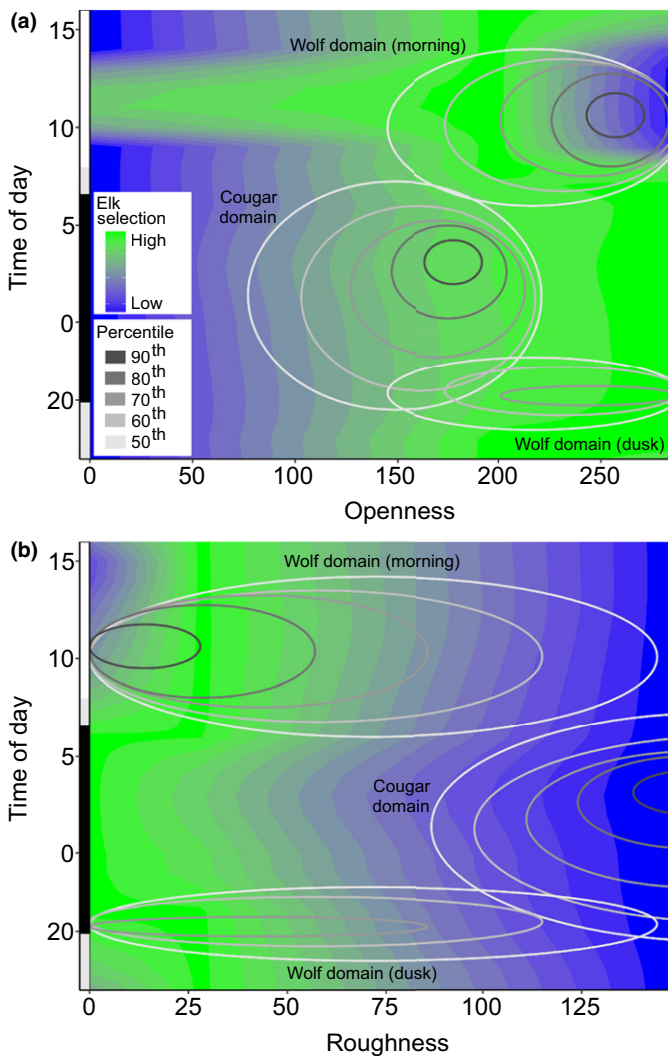 (a)
Wolf domain (morning)
Cougar
domain
Elk
selection
High
Low
Percentile
90th
80th
70th
60th
50th
Wolf domain (dusk)
Time of day
15
10
5
0
20
0
50
100
150
200
250
Openness
(b)
Wolf domain (morning)
Cougar
domain
Wolf domain (dusk)
Time of day
15
10
5
0
20
0
25
50
75
100
125
Roughness